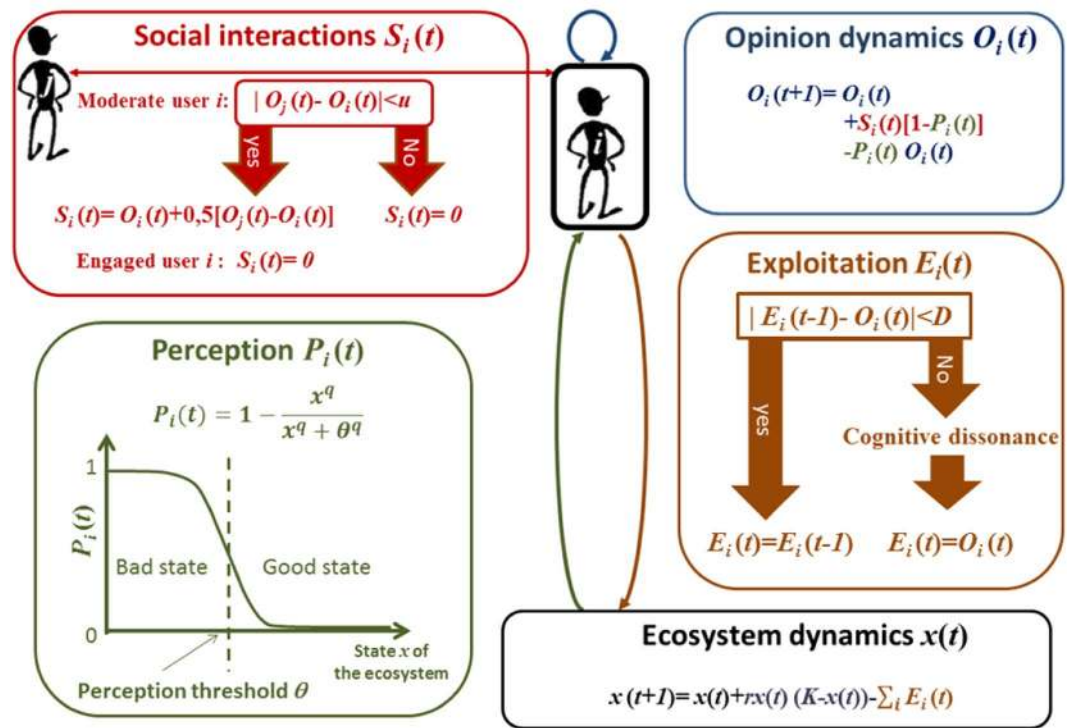 Social interactions S_i(t)
Moderate user i: | O_j(t)- O_i(t)|<u
yes
No
S_i(t)= O_i(t)+0,5[O_j(t)-O_i(t)]
S_i(t)= 0
Engaged user i : S_i(t)= 0
j
i
Opinion dynamics O_i(t)
O_i(t+1)= O_i(t)
+S_i(t)[1-P_i(t)]
-P_i(t) O_i(t)
Exploitation E_i(t)
| E_i(t-1)- O_i(t)|<D
yes
No
Cognitive dissonance
E_i(t)=E_i(t-1)
E_i(t)=O_i(t)
Perception P_i(t)
P_i(t) = 1 − x^q / (x^q + θ^q)
1
P_i(t)
Bad state
Good state
0
State x of
the ecosystem
Perception threshold θ
Ecosystem dynamics x(t)
x(t+1)= x(t)+rx(t) (K-x(t))-∑_i E_i(t)